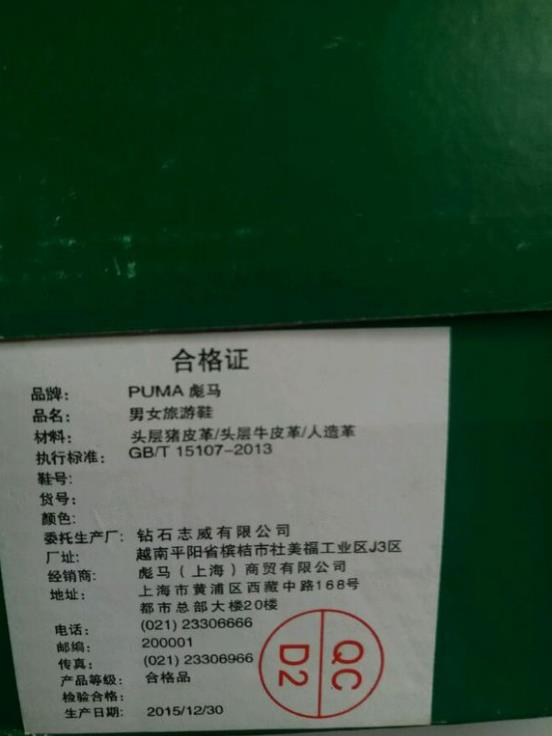 合格证
品牌: PUMA 彪马
品名: 男女旅游鞋
材料: 头层猪皮革/头层牛皮革/人造革
执行标准: GB/T 15107-2013
鞋号:
货号:
颜色:
委托生产厂: 钻石志威有限公司
厂址: 越南平阳省槟桔市社美福工业区J3区
经销商: 彪马（上海）商贸有限公司
地址: 上海市黄浦区西藏中路168号
都市总部大楼20楼
电话: (021) 23306666
邮编: 200001
传真: (021) 23306966
产品等级: 合格品
检验合格:
生产日期: 2015/12/30
QC
D2